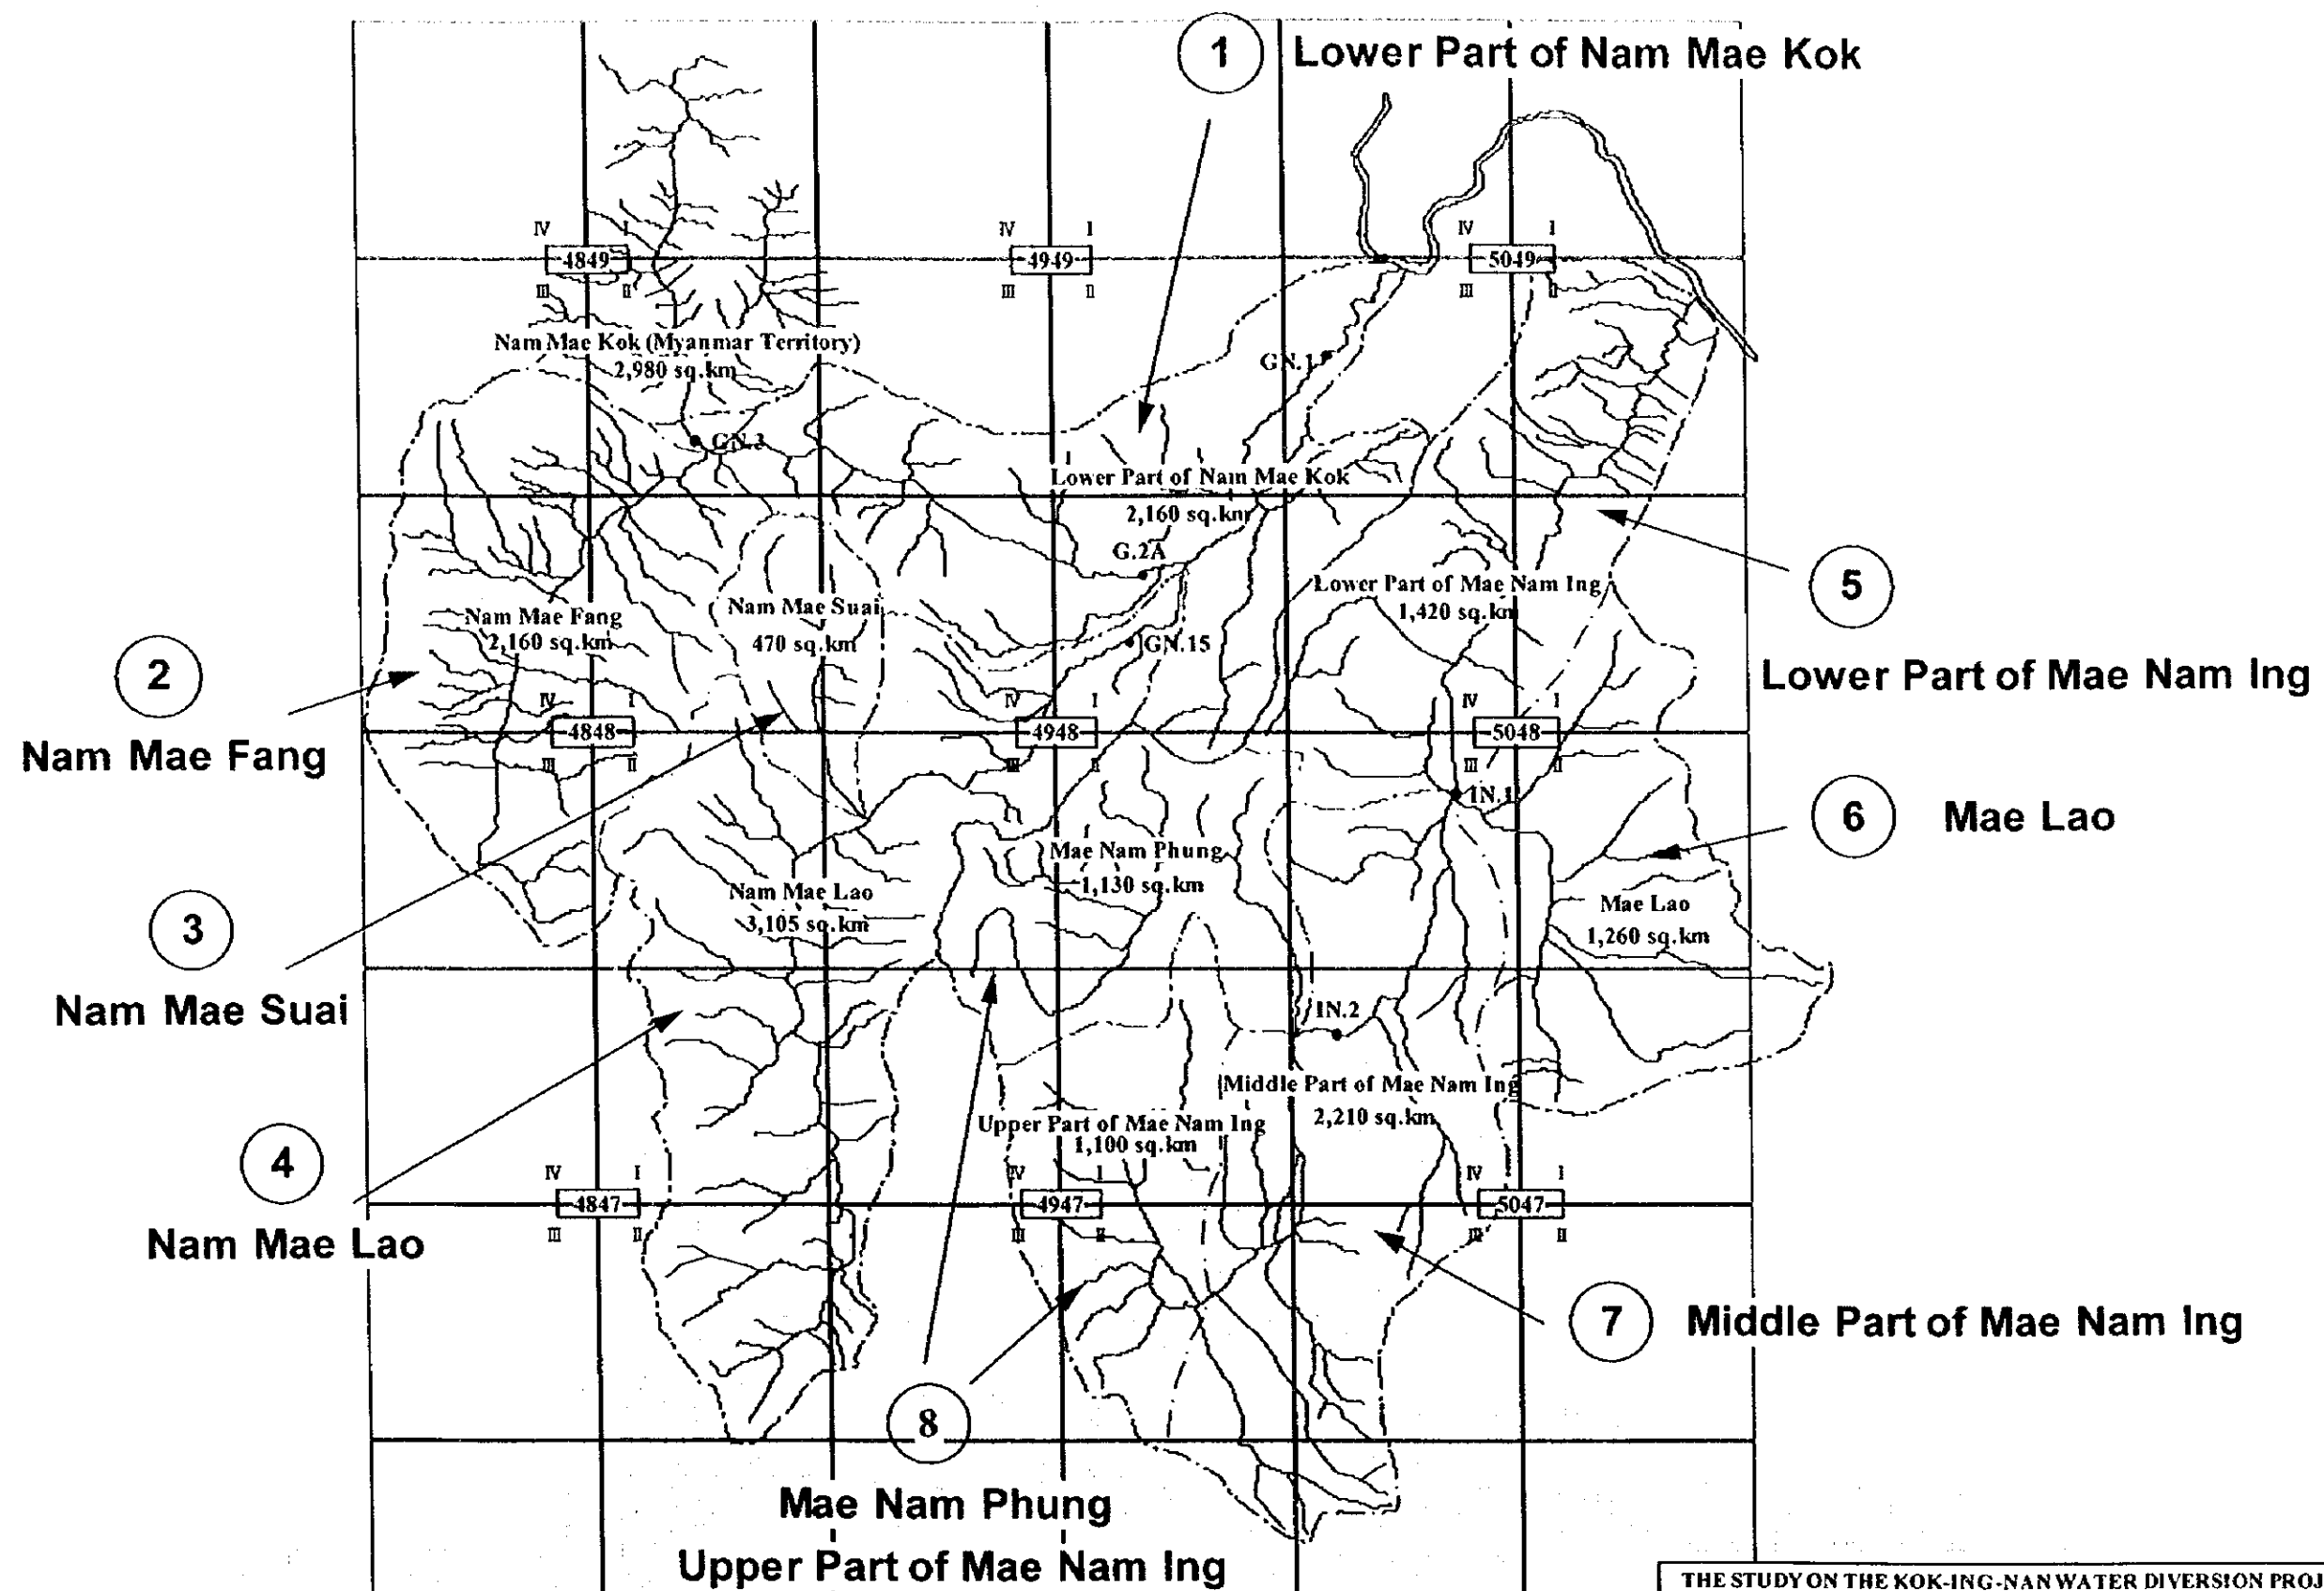 1 Lower Part of Nam Mae Kok
IV I IV I IV I
4849 4949 5049
III II III II III II
Nam Mae Kok (Myanmar Territory)
2,980 sq.km
GN.1
GN.3
Lower Part of Nam Mae Kok
2,160 sq.km
G.2A
5
Lower Part of Mae Nam Ing
1,420 sq.km
Nam Mae Fang
2,160 sq.km
Nam Mae Suai
470 sq.km
GN.15
2
Nam Mae Fang
Lower Part of Mae Nam Ing
IV I IV I IV I
4848 4948 5048
III II III II III II
IN.1
6 Mae Lao
Mae Nam Phung
1,130 sq.km
Nam Mae Lao
3,105 sq.km
Mae Lao
1,260 sq.km
3
Nam Mae Suai
IN.2
Middle Part of Mae Nam Ing
2,210 sq.km
Upper Part of Mae Nam Ing
1,100 sq.km
4
Nam Mae Lao
IV I IV I IV I
4847 4947 5047
III II III II III II
7 Middle Part of Mae Nam Ing
8
Mae Nam Phung
Upper Part of Mae Nam Ing
THE STUDY ON THE KOK-ING-NAN WATER DIVERSION